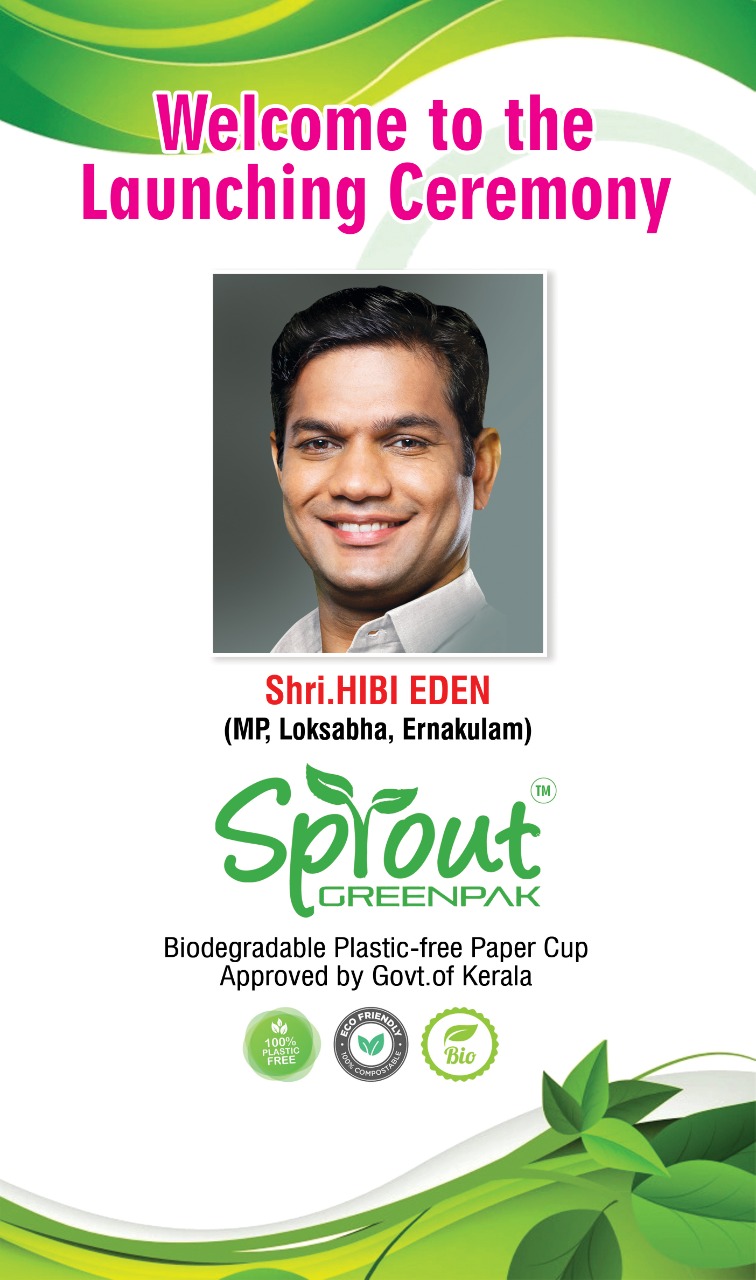 Welcome to the
Launching Ceremony
Shri.HIBI EDEN
(MP, Loksabha, Ernakulam)
Sprout TM
GREENPAK
Biodegradable Plastic-free Paper Cup
Approved by Govt.of Kerala
100%
PLASTIC
FREE
ECO FRIENDLY
100% COMPOSTABLE
Bio